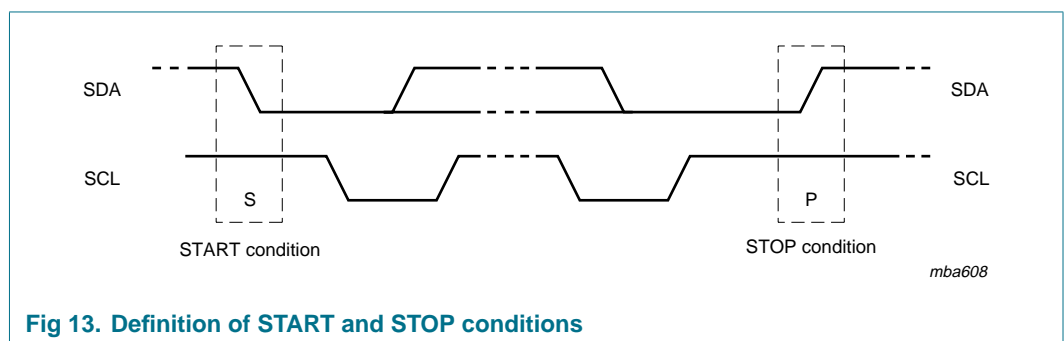 SDA SDA
SCL SCL
S P
START condition STOP condition
mba608
Fig 13. Definition of START and STOP conditions